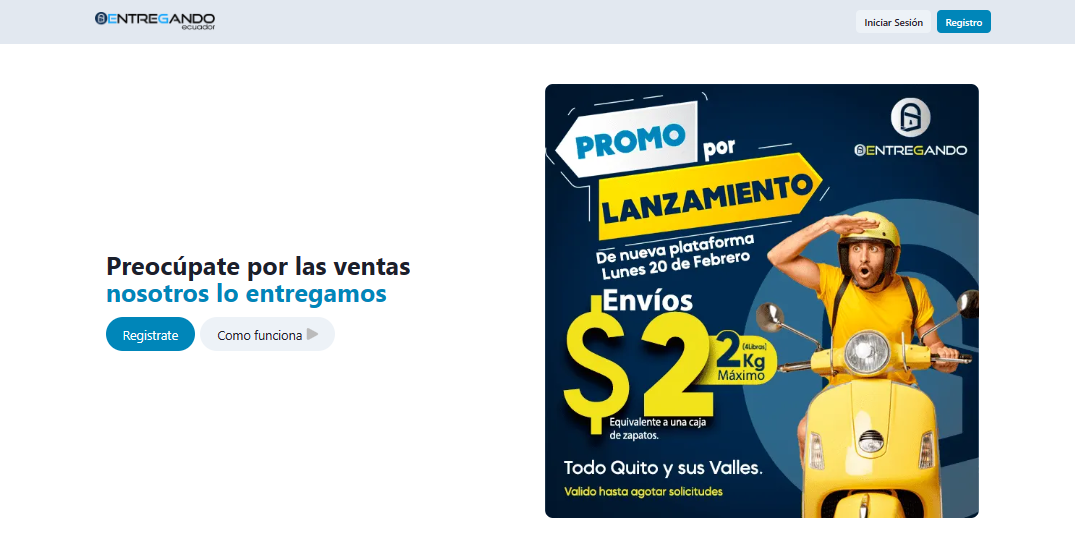 ENTREGANDO
ecuador
Iniciar Sesión
Registro
Preocúpate por las ventas
nosotros lo entregamos
Registrate
Como funciona
PROMO
por
LANZAMIENTO
De nueva plataforma
Lunes 20 de Febrero
ENTREGANDO
Envíos
$2
2 (4Libras)
Kg
Máximo
Equivalente a una caja
de zapatos.
Todo Quito y sus Valles.
Valido hasta agotar solicitudes